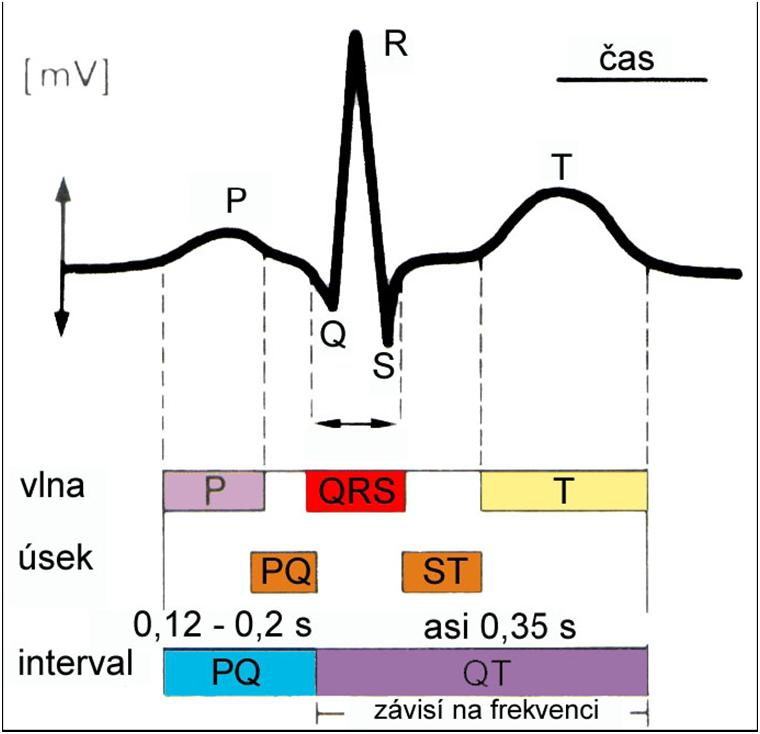 R
čas
[mV]
T
P
Q
S
vlna P QRS T
úsek PQ ST
0,12 - 0,2 s asi 0,35 s
interval PQ QT
závisí na frekvenci